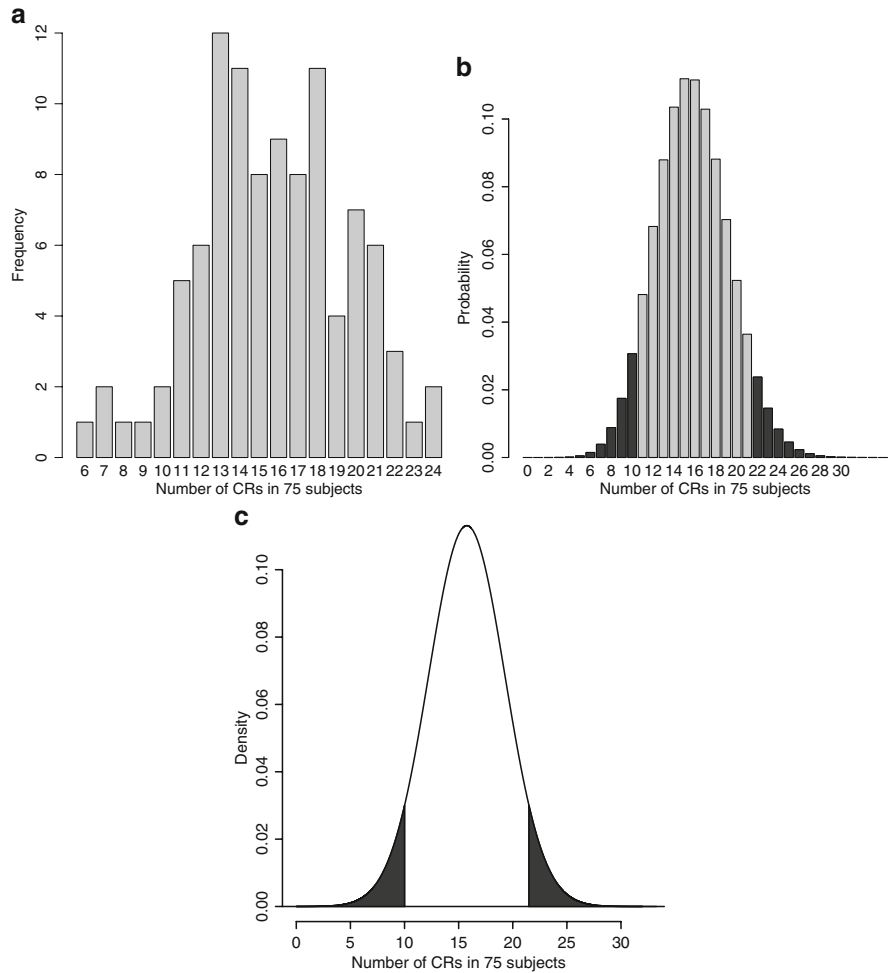 a
12
10
8
6
4
2
0
Frequency
6 7 8 9 10 11 12 13 14 15 16 17 18 19 20 21 22 23 24
Number of CRs in 75 subjects
b
0.10
0.08
0.06
0.04
0.02
0.00
Probability
0 2 4 6 8 10 12 14 16 18 20 22 24 26 28 30
Number of CRs in 75 subjects
c
0.10
0.08
0.06
0.04
0.02
0.00
Density
0 5 10 15 20 25 30
Number of CRs in 75 subjects